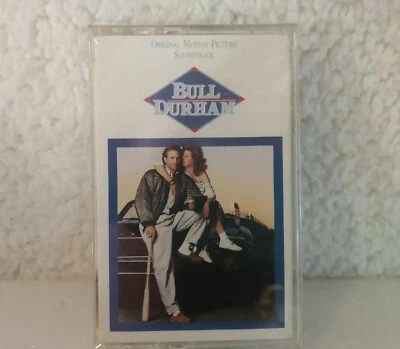 ORIGINAL MOTION PICTURE
SOUNDTRACK
BULL
DURHAM